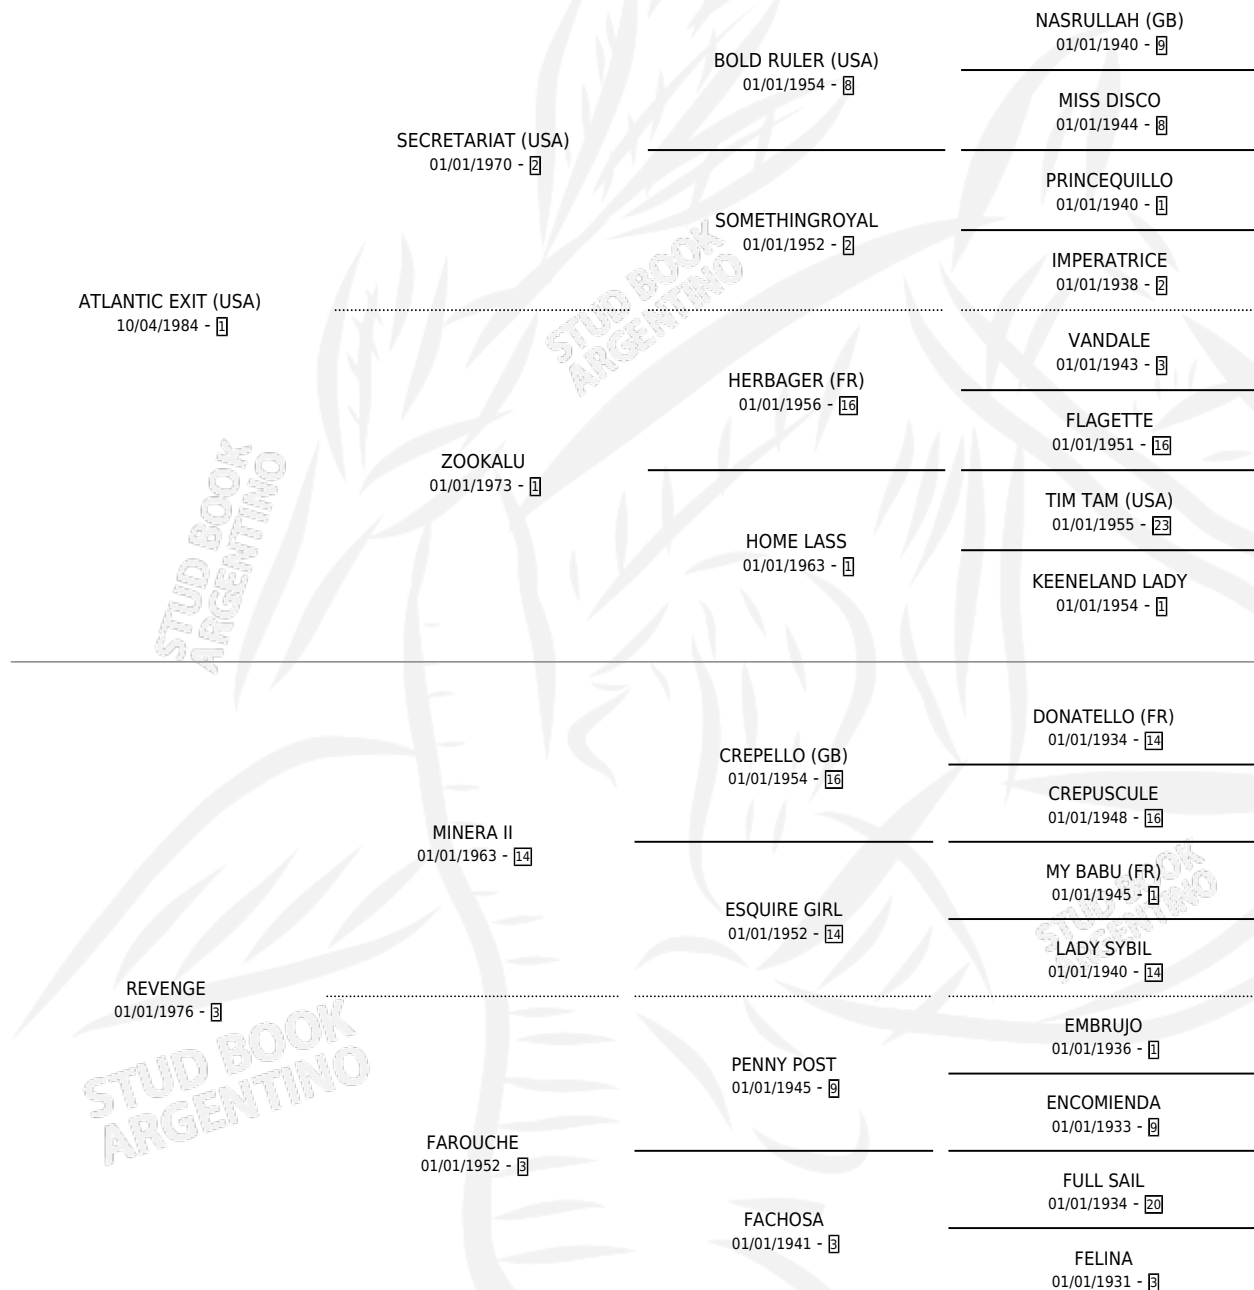 NASRULLAH (GB)
01/01/1940 - 9
BOLD RULER (USA)
01/01/1954 - 8
MISS DISCO
01/01/1944 - 8
SECRETARIAT (USA)
01/01/1970 - 2
PRINCEQUILLO
01/01/1940 - 1
SOMETHINGROYAL
01/01/1952 - 2
IMPERATRICE
01/01/1938 - 2
ATLANTIC EXIT (USA)
10/04/1984 - 1
VANDALE
01/01/1943 - 3
HERBAGER (FR)
01/01/1956 - 16
FLAGETTE
01/01/1951 - 16
ZOOKALU
01/01/1973 - 1
TIM TAM (USA)
01/01/1955 - 23
HOME LASS
01/01/1963 - 1
KEENELAND LADY
01/01/1954 - 1
DONATELLO (FR)
01/01/1934 - 14
CREPELLO (GB)
01/01/1954 - 16
CREPUSCULE
01/01/1948 - 16
MINERA II
01/01/1963 - 14
MY BABU (FR)
01/01/1945 - 1
ESQUIRE GIRL
01/01/1952 - 14
LADY SYBIL
01/01/1940 - 14
REVENGE
01/01/1976 - 3
EMBRUJO
01/01/1936 - 1
PENNY POST
01/01/1945 - 9
ENCOMIENDA
01/01/1933 - 9
FAROUCHE
01/01/1952 - 3
FULL SAIL
01/01/1934 - 20
FACHOSA
01/01/1941 - 3
FELINA
01/01/1931 - 3
STUD BOOK
ARGENTINO
STUD BOOK
ARGENTINO
STUD BOOK
ARGENTINO
STUD BOOK
ARGENTINO